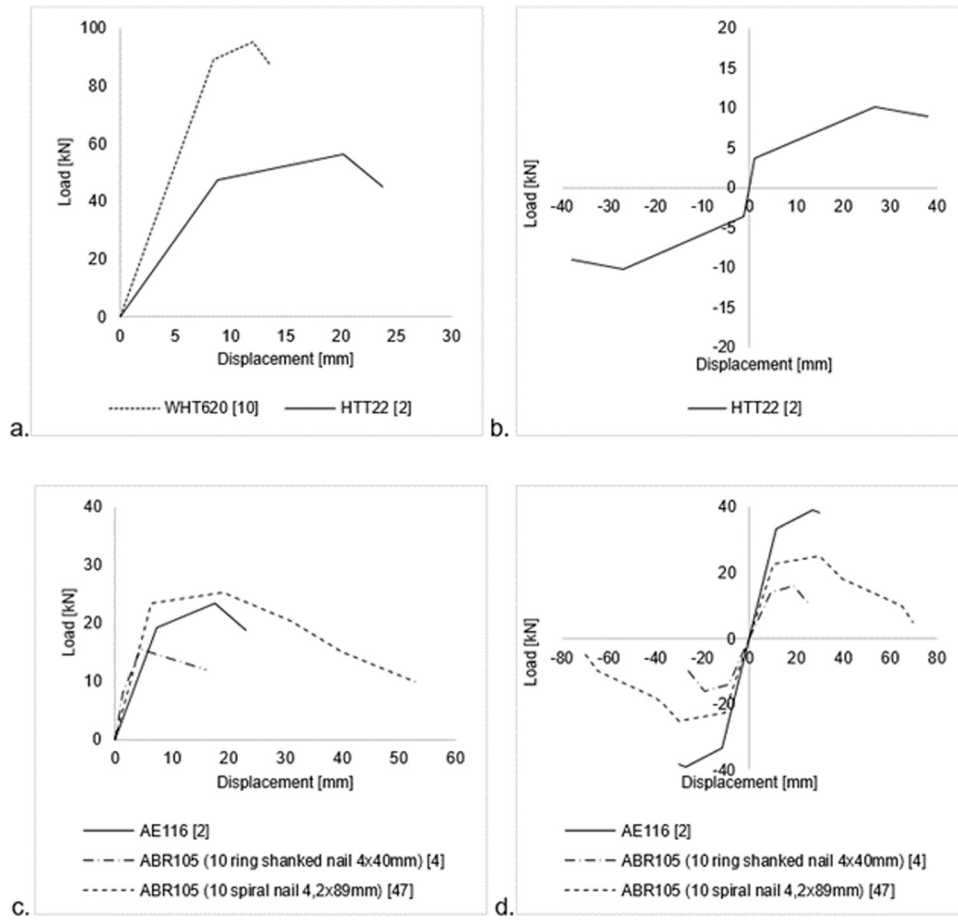 100
80
60
40
20
0
Load [kN]
0 5 10 15 20 25 30
Displacement [mm]
WHT620 [10] HTT22 [2]
a.
20
15
10
5
0
-40 -30 -20 -10 0 10 20 30 40
-5
-10
-15
-20
Load [kN]
Displacement [mm]
HTT22 [2]
b.
40
30
20
10
0
Load [kN]
0 10 20 30 40 50 60
Displacement [mm]
AE116 [2]
ABR105 (10 ring shanked nail 4x40mm) [4]
ABR105 (10 spiral nail 4,2x89mm) [47]
c.
40
20
0
-80 -60 -40 -20 0 20 40 60 80
-20
-40
Load [kN]
Displacement [mm]
AE116 [2]
ABR105 (10 ring shanked nail 4x40mm) [4]
ABR105 (10 spiral nail 4,2x89mm) [47]
d.